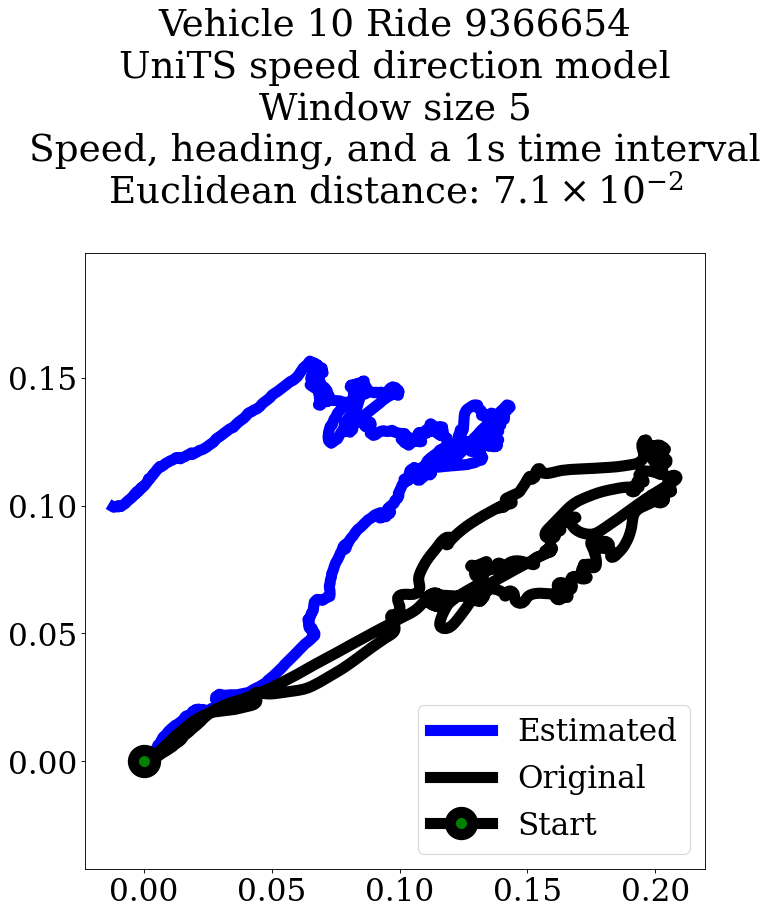 Vehicle 10 Ride 9366654
UniTS speed direction model
Window size 5
Speed, heading, and a 1s time interval
Euclidean distance: 7.1 × 10⁻²
0.15
0.10
0.05
0.00
Estimated
Original
Start
0.00 0.05 0.10 0.15 0.20